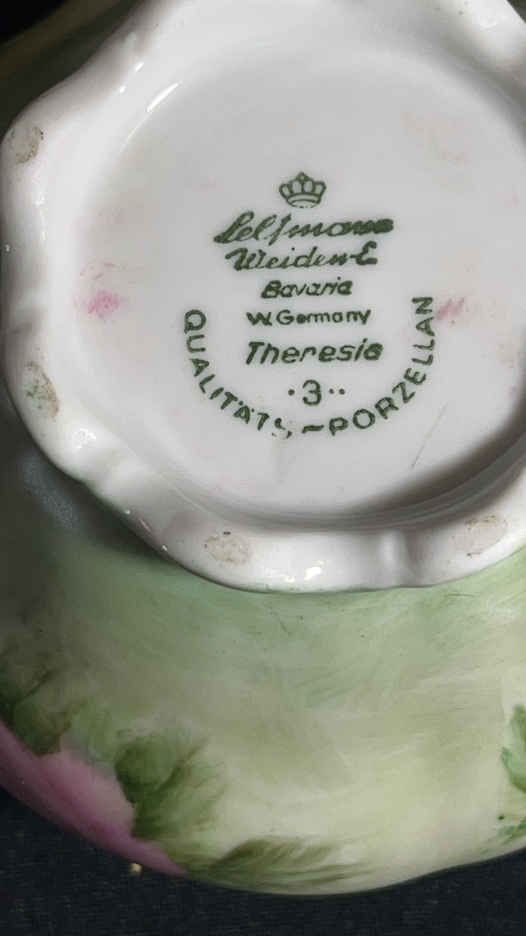 Seltmann
Weiden-E
Bavaria
W.Germany
Theresia
·3··
QUALITÄTS-PORZELLAN